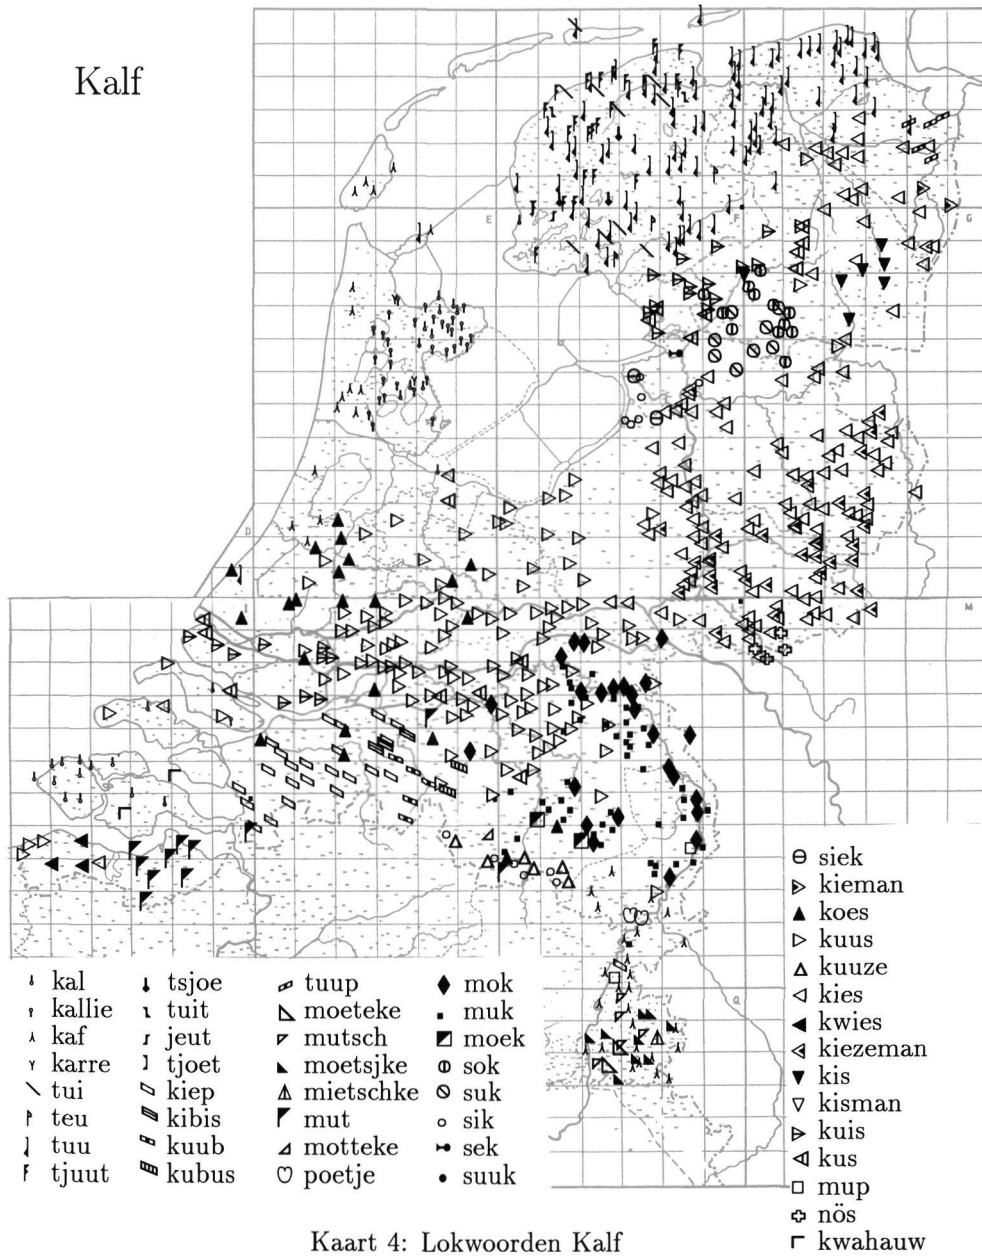 Kalf
E
F
G
D
I
M
Q
kal
kallie
kaf
karre
tui
teu
tuu
tjuut
tsjoe
tuit
jeut
tjoet
kiep
kibis
kuub
kubus
tuup
moeteke
mutsch
moetsjke
mietschke
mut
motteke
poetje
mok
muk
moek
sok
suk
sik
sek
suuk
siek
kieman
koes
kuus
kuuze
kies
kwies
kiezeman
kis
kisman
kuis
kus
mup
nös
kwahauw
Kaart 4: Lokwoorden Kalf